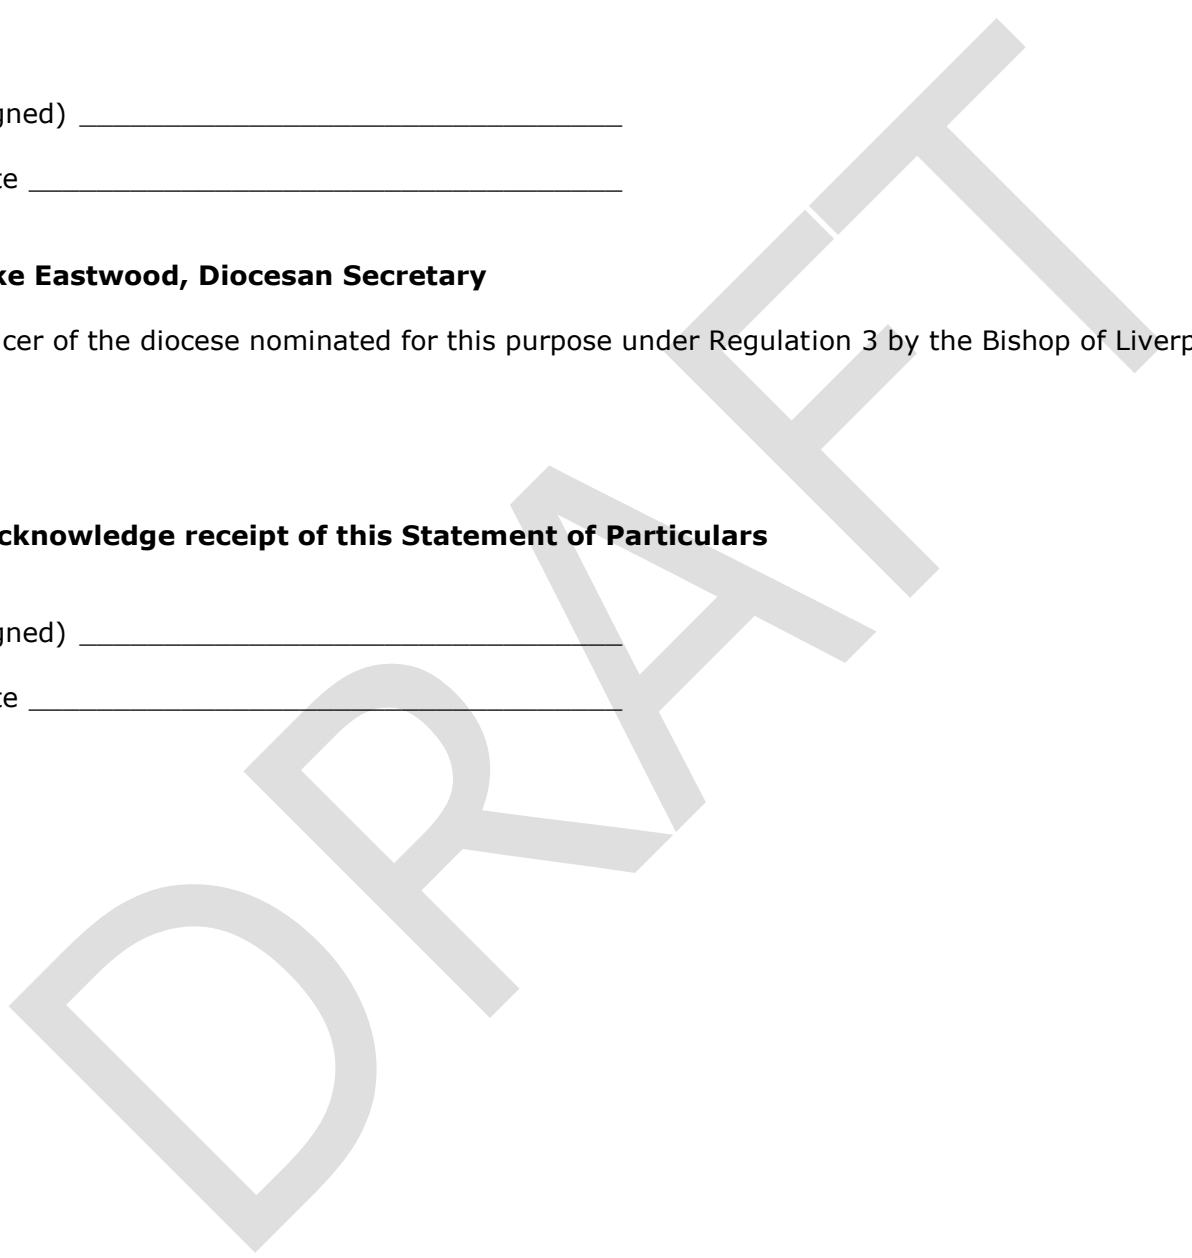 gned) ________________________________
te ___________________________________
ke Eastwood, Diocesan Secretary
cer of the diocese nominated for this purpose under Regulation 3 by the Bishop of Liverp
cknowledge receipt of this Statement of Particulars
gned) ________________________________
te ___________________________________
DRAFT